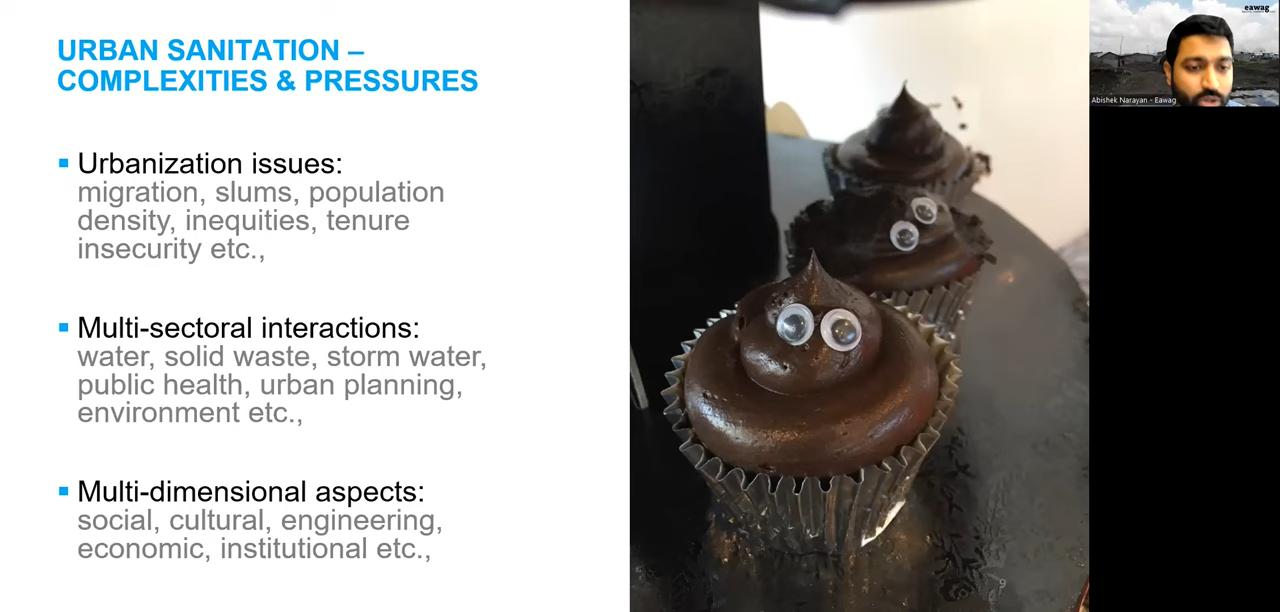 URBAN SANITATION –
COMPLEXITIES & PRESSURES
Urbanization issues:
migration, slums, population
density, inequities, tenure
insecurity etc.,
Multi-sectoral interactions:
water, solid waste, storm water,
public health, urban planning,
environment etc.,
Multi-dimensional aspects:
social, cultural, engineering,
economic, institutional etc.,
9
eawag
Abishek Narayan - Eawag